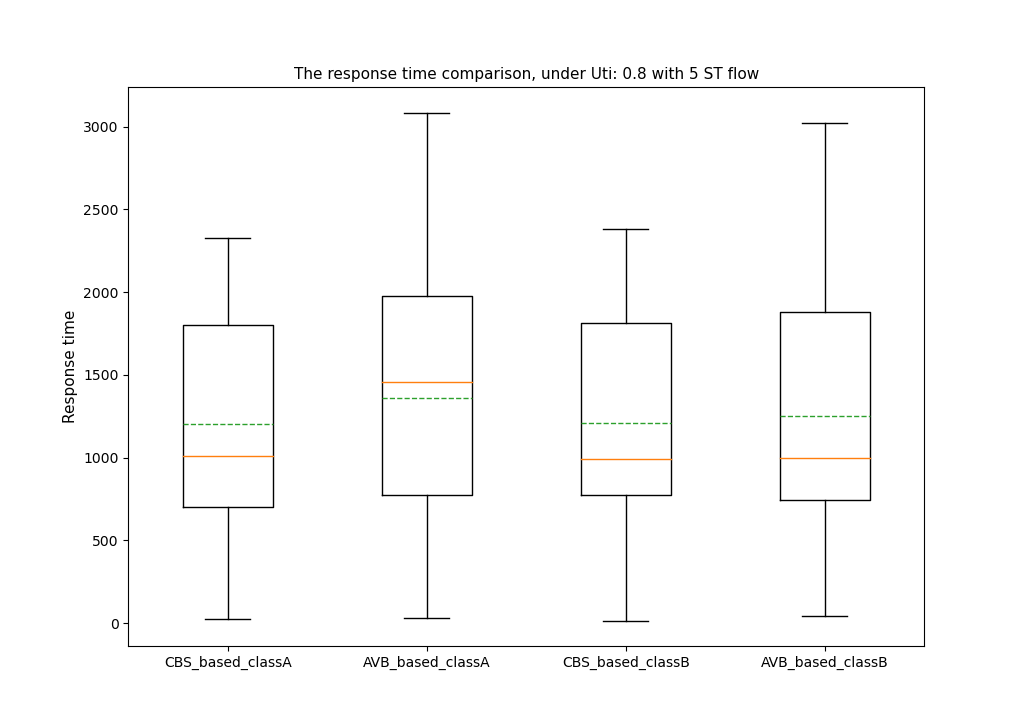 The response time comparison, under Uti: 0.8 with 5 ST flow
Response time
3000
2500
2000
1500
1000
500
0
CBS_based_classA AVB_based_classA CBS_based_classB AVB_based_classB